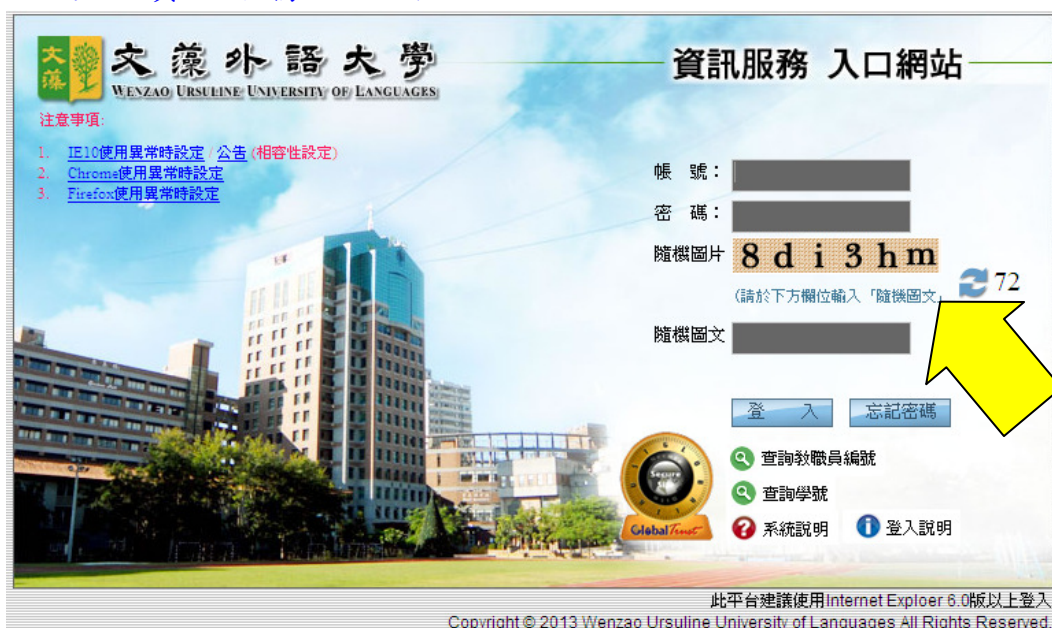 文藻外語大學
WENZAO URSULINE UNIVERSITY OF LANGUAGES
資訊服務 入口網站
注意事項:
1. IE10使用異常時設定 / 公告 (相容性設定)
2. Chrome使用異常時設定
3. Firefox使用異常時設定
帳 號：
密 碼：
隨機圖片 8 d i 3 h m
(請於下方欄位輸入「隨機圖文」 72
隨機圖文
登 入 忘記密碼
查詢教職員編號
查詢學號
系統說明 登入說明
Secure
GlobalTrust
文藻
此平台建議使用Internet Exploer 6.0版以上登入
Copyright © 2013 Wenzao Ursuline University of Languages All Rights Reserved.